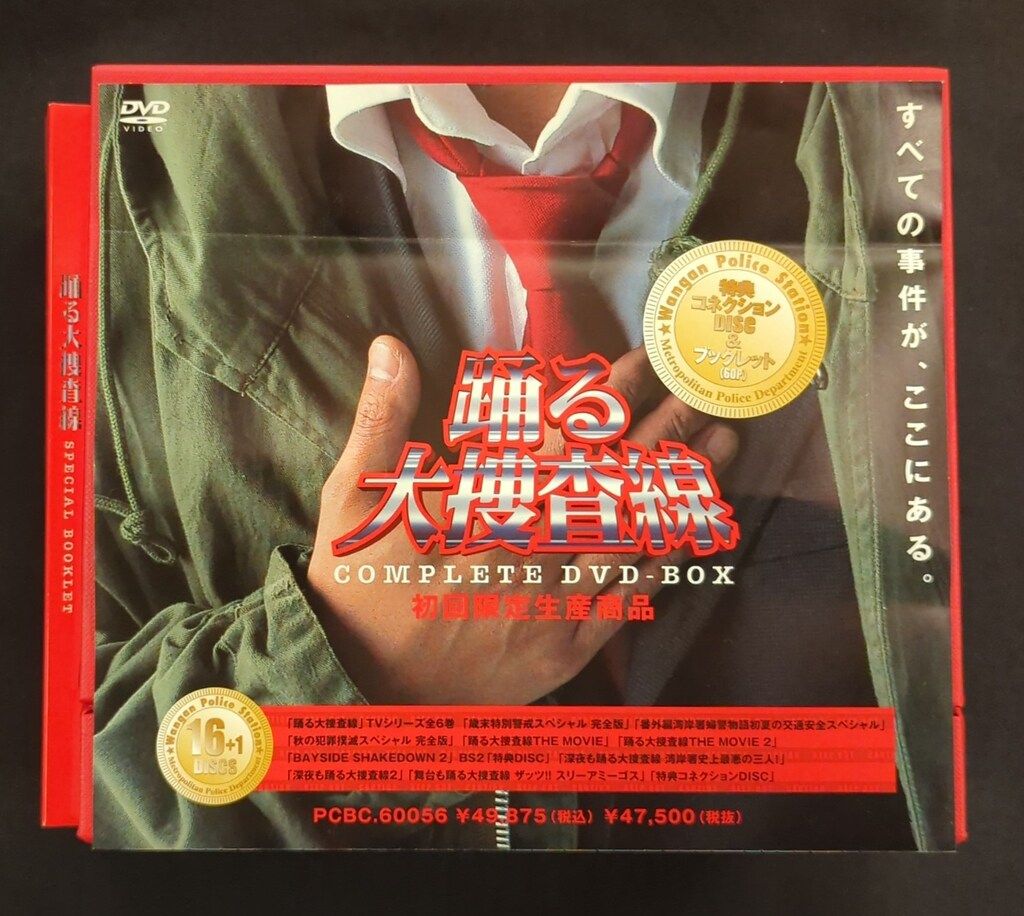 DVD
VIDEO
すべての事件が、ここにある。
Wangan Police Station
特典
コネクション
DISC
&
ブックレット
(60P)
Metropolitan Police Department
踊る大捜査線 SPECIAL BOOKLET
踊る
大捜査線
COMPLETE DVD-BOX
初回限定生産商品
Wangan Police Station
16+1
DISCS
Metropolitan Police Department
「踊る大捜査線」TVシリーズ全6巻 「歳末特別警戒スペシャル 完全版」「番外編湾岸署婦警物語初夏の交通安全スペシャル」
「秋の犯罪撲滅スペシャル 完全版」「踊る大捜査線THE MOVIE」「踊る大捜査線THE MOVIE 2」
「BAYSIDE SHAKEDOWN 2」BS2「特典DISC」「深夜も踊る大捜査線 湾岸署史上最悪の三人!」
「深夜も踊る大捜査線2」「舞台も踊る大捜査線 ザッツ!! スリーアミーゴス」「特典コネクションDISC」
PCBC.60056 ¥49,875(税込) ¥47,500(税抜)